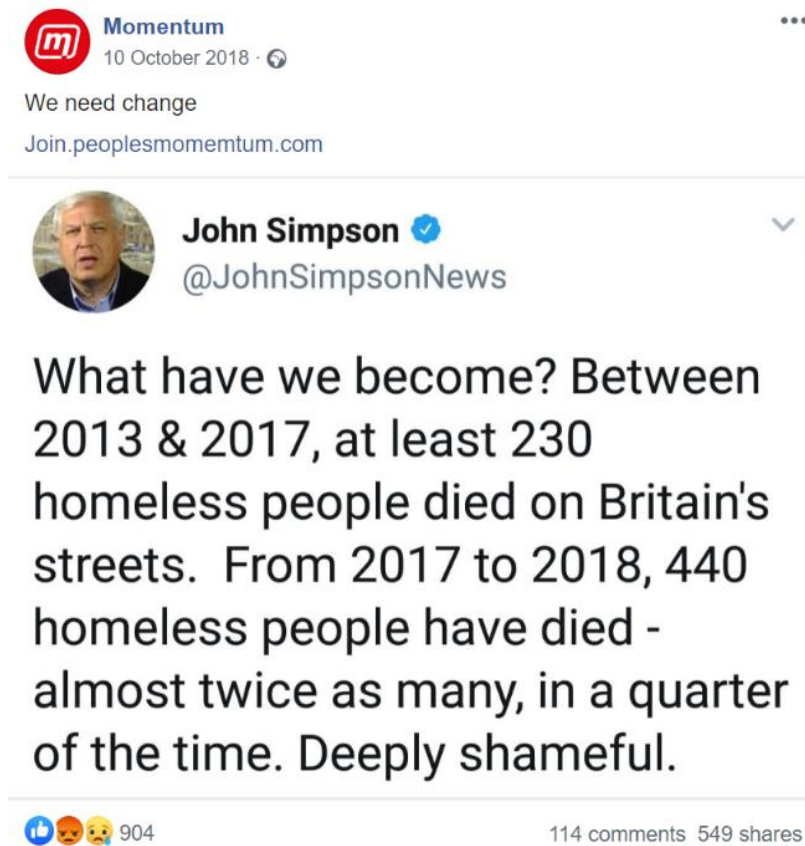 Momentum
10 October 2018 ·
We need change
Join.peoplesmomemtum.com
John Simpson
@JohnSimpsonNews
What have we become? Between
2013 & 2017, at least 230
homeless people died on Britain's
streets.  From 2017 to 2018, 440
homeless people have died -
almost twice as many, in a quarter
of the time. Deeply shameful.
904
114 comments 549 shares